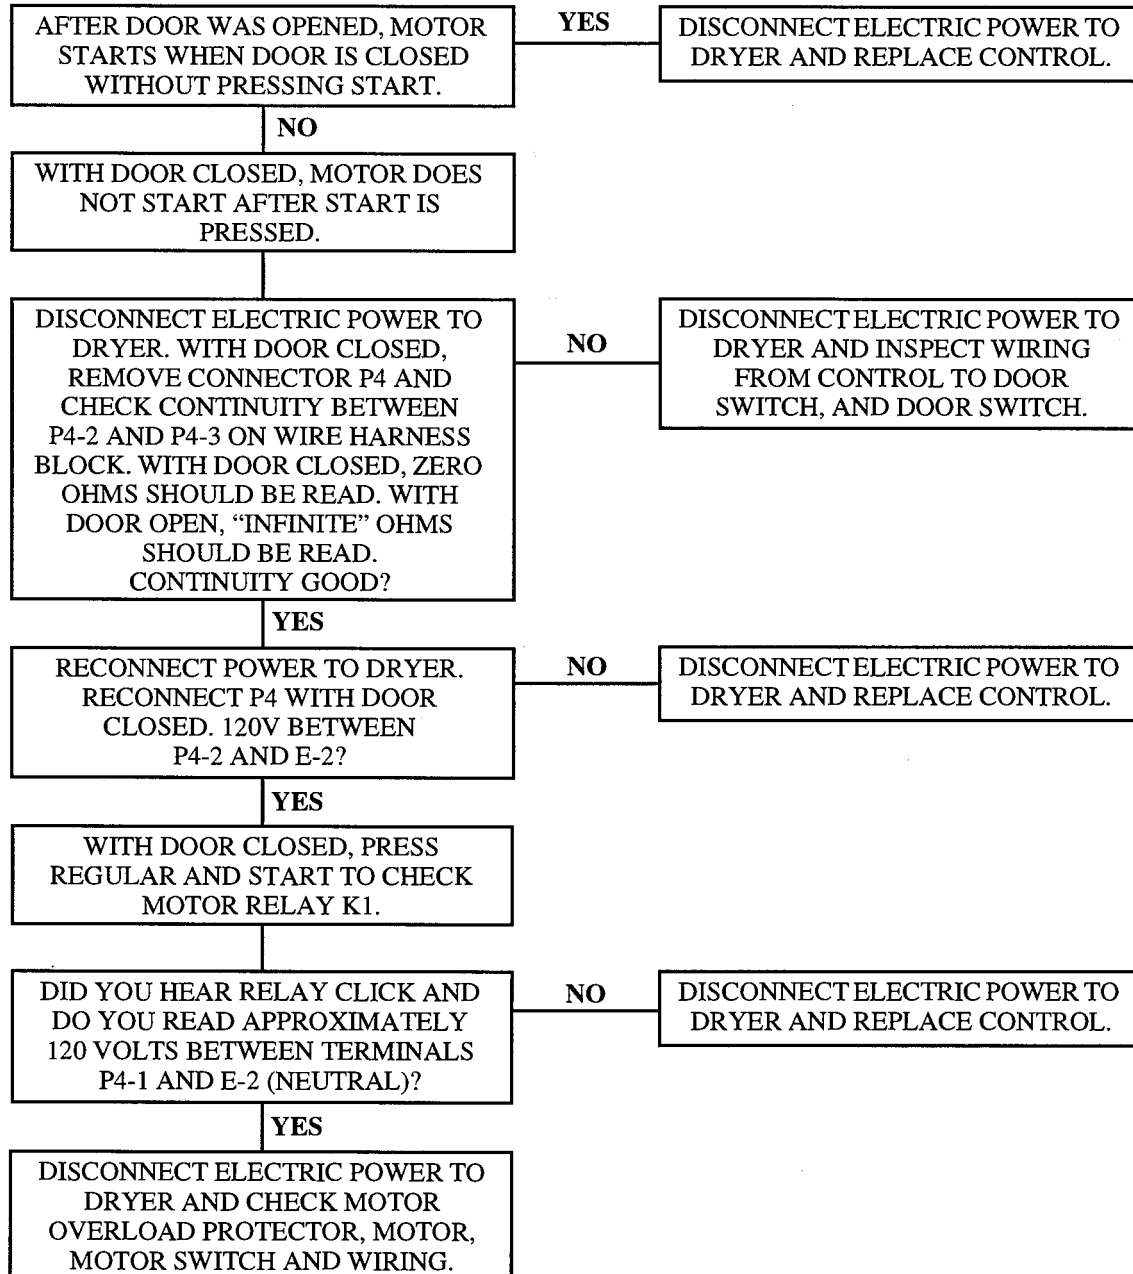 AFTER DOOR WAS OPENED, MOTOR
STARTS WHEN DOOR IS CLOSED
WITHOUT PRESSING START.
YES
DISCONNECT ELECTRIC POWER TO
DRYER AND REPLACE CONTROL.
NO
WITH DOOR CLOSED, MOTOR DOES
NOT START AFTER START IS
PRESSED.
DISCONNECT ELECTRIC POWER TO
DRYER. WITH DOOR CLOSED,
REMOVE CONNECTOR P4 AND
CHECK CONTINUITY BETWEEN
P4-2 AND P4-3 ON WIRE HARNESS
BLOCK. WITH DOOR CLOSED, ZERO
OHMS SHOULD BE READ. WITH
DOOR OPEN, “INFINITE” OHMS
SHOULD BE READ.
CONTINUITY GOOD?
NO
DISCONNECT ELECTRIC POWER TO
DRYER AND INSPECT WIRING
FROM CONTROL TO DOOR
SWITCH, AND DOOR SWITCH.
YES
RECONNECT POWER TO DRYER.
RECONNECT P4 WITH DOOR
CLOSED. 120V BETWEEN
P4-2 AND E-2?
NO
DISCONNECT ELECTRIC POWER TO
DRYER AND REPLACE CONTROL.
YES
WITH DOOR CLOSED, PRESS
REGULAR AND START TO CHECK
MOTOR RELAY K1.
DID YOU HEAR RELAY CLICK AND
DO YOU READ APPROXIMATELY
120 VOLTS BETWEEN TERMINALS
P4-1 AND E-2 (NEUTRAL)?
NO
DISCONNECT ELECTRIC POWER TO
DRYER AND REPLACE CONTROL.
YES
DISCONNECT ELECTRIC POWER TO
DRYER AND CHECK MOTOR
OVERLOAD PROTECTOR, MOTOR,
MOTOR SWITCH AND WIRING.